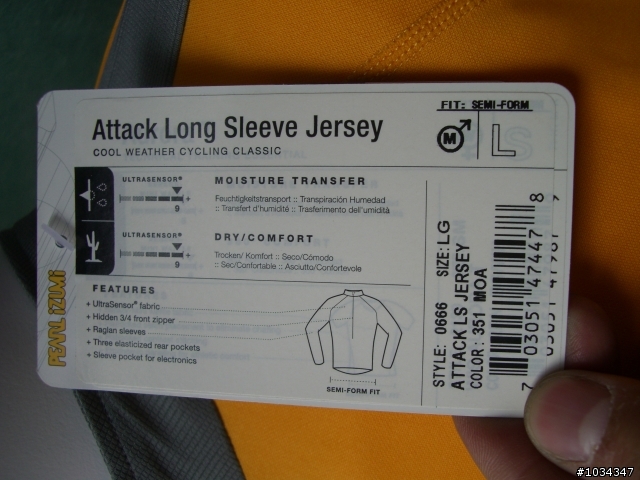 FIT: SEMI-FORM
Attack Long Sleeve Jersey
COOL WEATHER CYCLING CLASSIC
M
L
ULTRASENSOR®
- +
9
MOISTURE TRANSFER
Feuchtigkeitstransport :: Transpiración Humedad
:: Transfert d'humidité :: Trasferimento dell'umidità
ULTRASENSOR®
- +
9
DRY/COMFORT
Trocken/ Komfort :: Seco/Cómodo
:: Sec/Confortable :: Asciutto/Confortevole
FEATURES
+ UltraSensor® fabric
+ Hidden 3/4 front zipper
+ Raglan sleeves
+ Three elasticized rear pockets
+ Sleeve pocket for electronics
SEMI-FORM FIT
PEARL iZUMi
STYLE: 0666 SIZE: LG
ATTACK LS JERSEY
COLOR: 351 MOA
7 03051 47447 8
#1034347